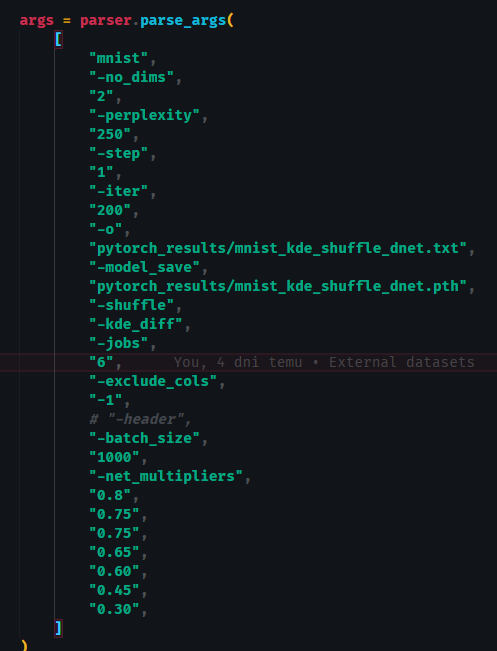 args = parser.parse_args(
[
"mnist",
"-no_dims",
"2",
"-perplexity",
"250",
"-step",
"1",
"-iter",
"200",
"-o",
"pytorch_results/mnist_kde_shuffle_dnet.txt",
"-model_save",
"pytorch_results/mnist_kde_shuffle_dnet.pth",
"-shuffle",
"-kde_diff",
"-jobs",
"6", You, 4 dni temu • External datasets
"-exclude_cols",
"-1",
# "-header",
"-batch_size",
"1000",
"-net_multipliers",
"0.8",
"0.75",
"0.75",
"0.65",
"0.60",
"0.45",
"0.30",
]
)